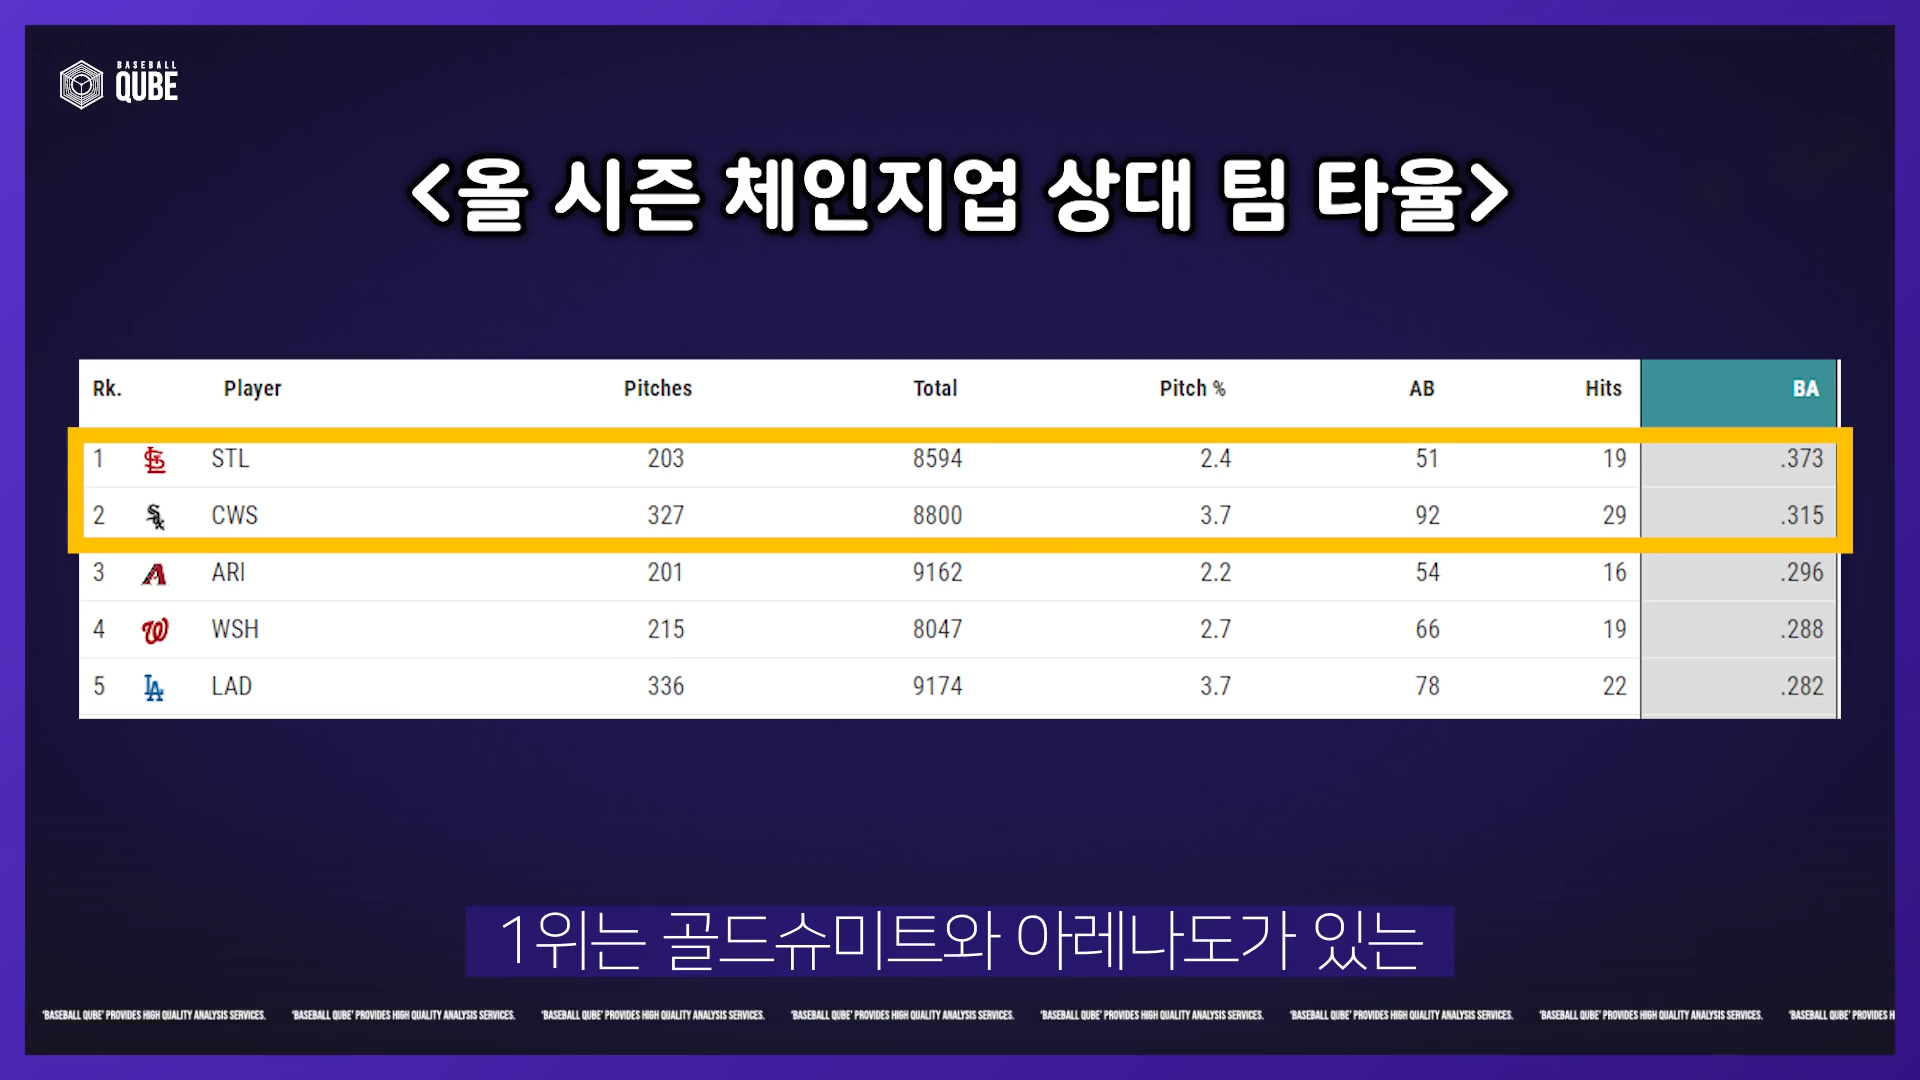 BASEBALL
QUBE
<올 시즌 체인지업 상대 팀 타율>
Rk. Player Pitches Total Pitch % AB Hits BA
1 STL 203 8594 2.4 51 19 .373
2 CWS 327 8800 3.7 92 29 .315
3 ARI 201 9162 2.2 54 16 .296
4 WSH 215 8047 2.7 66 19 .288
5 LAD 336 9174 3.7 78 22 .282
1위는 골드슈미트와 아레나도가 있는
'BASEBALL QUBE' PROVIDES HIGH QUALITY ANALYSIS SERVICES. 'BASEBALL QUBE' PROVIDES HIGH QUALITY ANALYSIS SERVICES. 'BASEBALL QUBE' PROVIDES HIGH QUALITY ANALYSIS SERVICES. 'BASEBALL QUBE' PROVIDES HIGH QUALITY ANALYSIS SERVICES. 'BASEBALL QUBE' PROVIDES HIGH QUALITY ANALYSIS SERVICES. 'BASEBALL QUBE' PROVIDES HIGH QUALITY ANALYSIS SERVICES. 'BASEBALL QUBE' PROVIDES HIGH QUALITY ANALYSIS SERVICES. 'BASEBALL QUBE' PROVIDES H